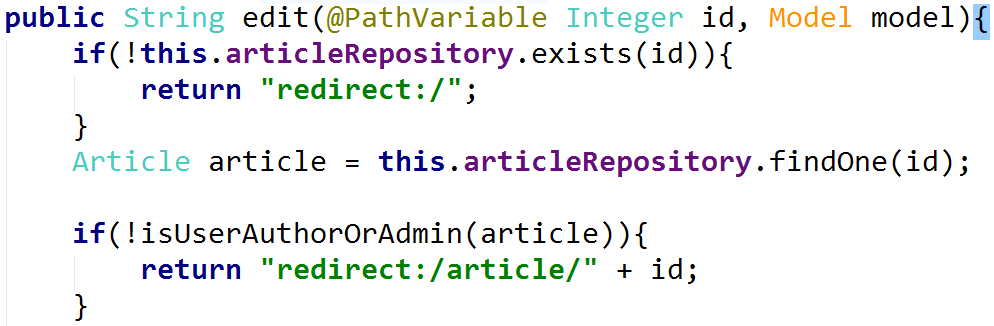 public String edit(@PathVariable Integer id, Model model){
    if(!this.articleRepository.exists(id)){
        return "redirect:/";
    }
    Article article = this.articleRepository.findOne(id);

    if(!isUserAuthorOrAdmin(article)){
        return "redirect:/article/" + id;
    }